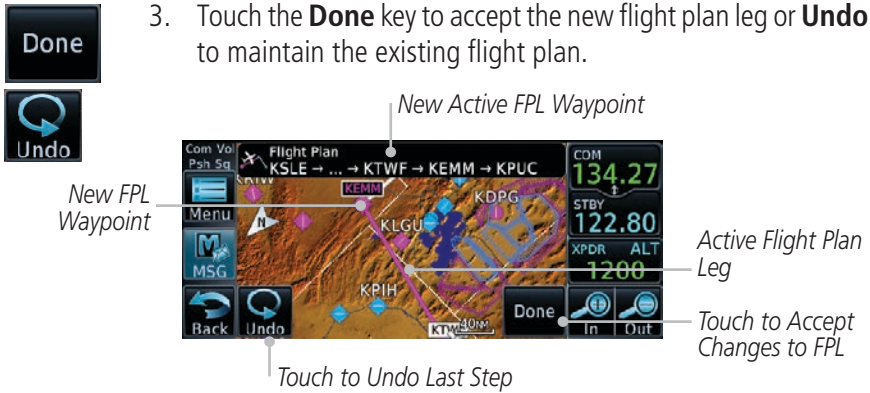 Done
Undo
3. Touch the Done key to accept the new flight plan leg or Undo
to maintain the existing flight plan.
New Active FPL Waypoint
New FPL
Waypoint
Com Vol
Psh Sq
Flight Plan
KSLE → ... → KTWF → KEMM → KPUC
COM
134.27
STBY
122.80
XPDR ALT
1200
Menu
MSG
Back
Undo
N
KEMM
KDPG
KLGU
KPIH
40NM
Done
In
Out
Active Flight Plan
Leg
Touch to Accept
Changes to FPL
Touch to Undo Last Step